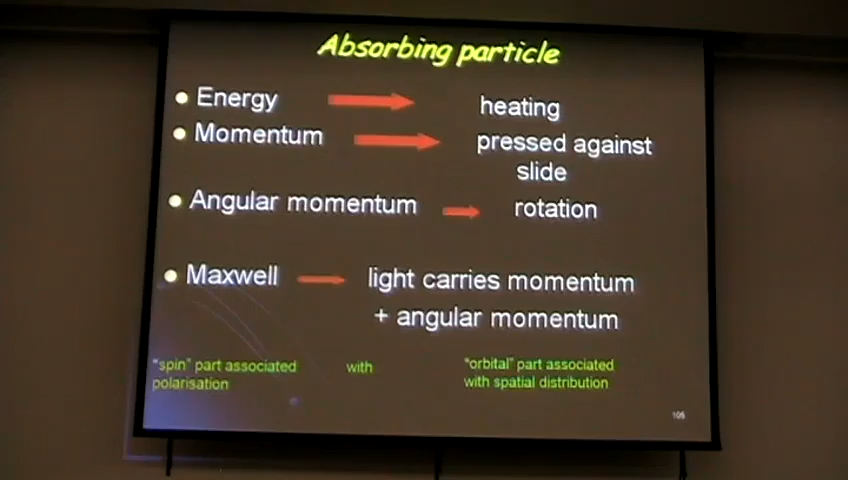 Absorbing particle
Energy heating
Momentum pressed against
slide
Angular momentum rotation
Maxwell light carries momentum
+ angular momentum
"spin" part associated with
polarisation
"orbital" part associated
with spatial distribution
105